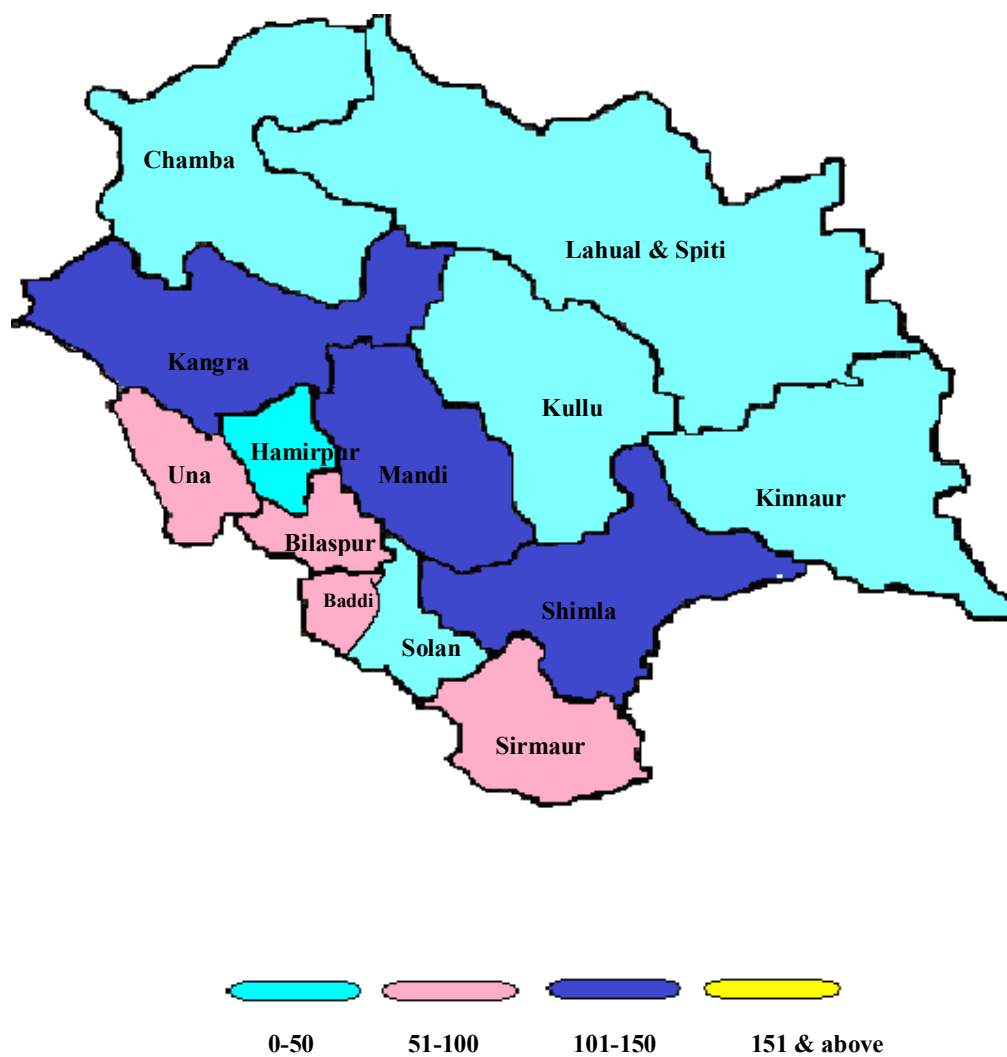 Chamba
Lahual & Spiti
Kangra
Kullu
Hamirpur
Una
Mandi
Kinnaur
Bilaspur
Baddi
Shimla
Solan
Sirmaur
0-50 51-100 101-150 151 & above